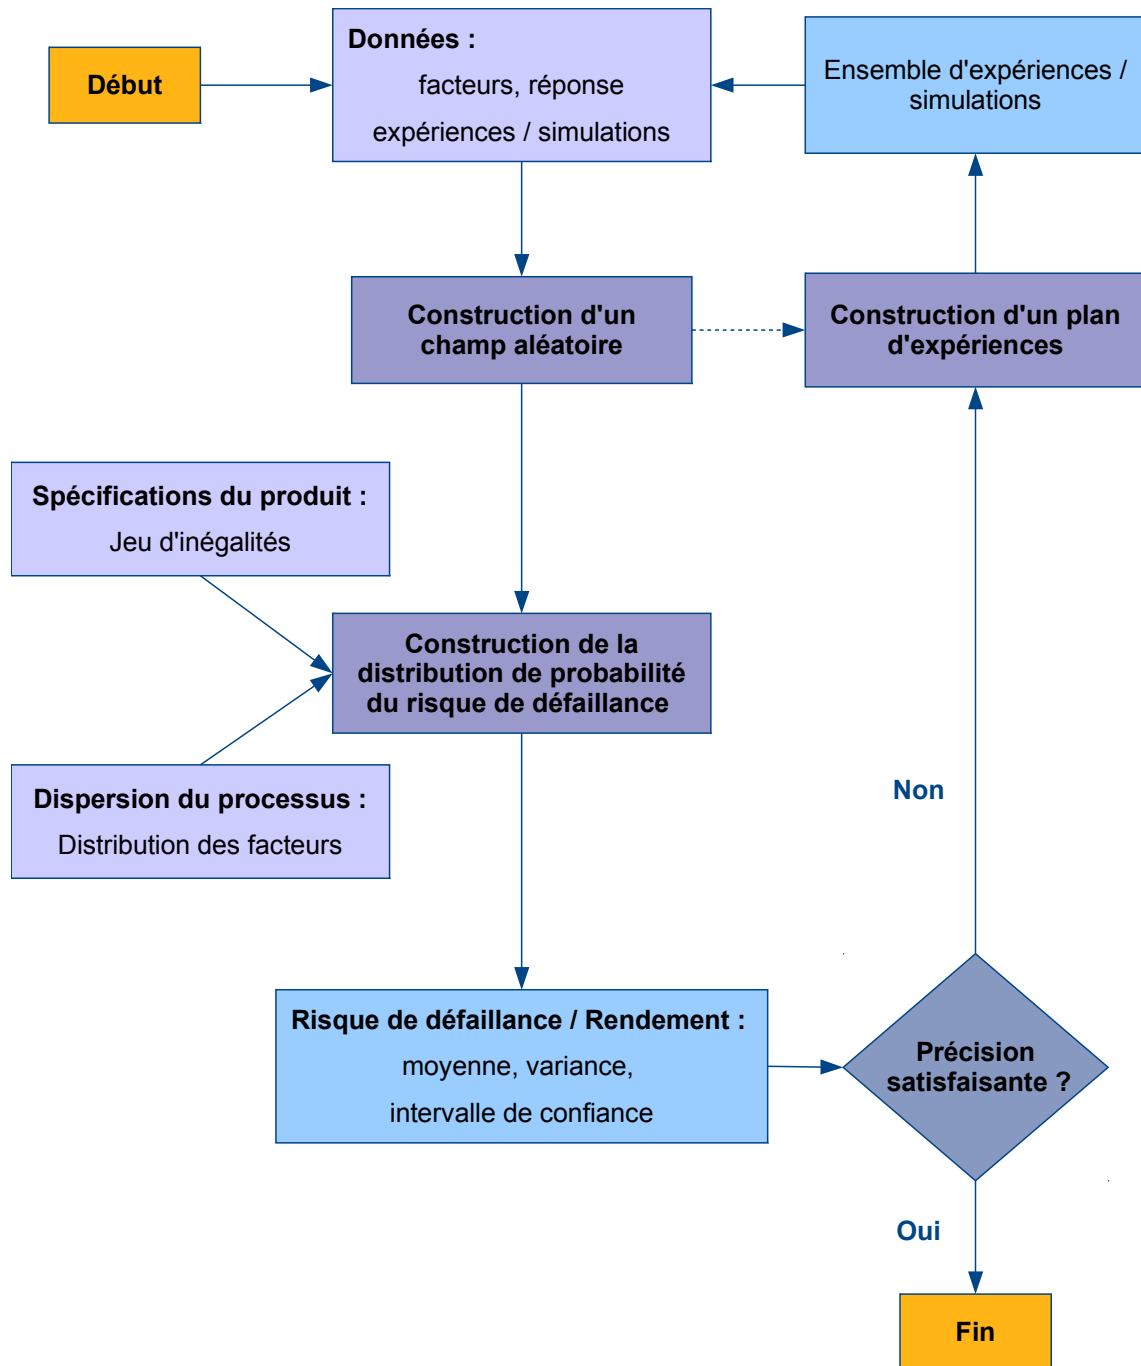 Début
Données :
facteurs, réponse
expériences / simulations
Ensemble d'expériences /
simulations
Construction d'un
champ aléatoire
Construction d'un plan
d'expériences
Spécifications du produit :
Jeu d'inégalités
Construction de la
distribution de probabilité
du risque de défaillance
Dispersion du processus :
Distribution des facteurs
Non
Risque de défaillance / Rendement :
moyenne, variance,
intervalle de confiance
Précision
satisfaisante ?
Oui
Fin